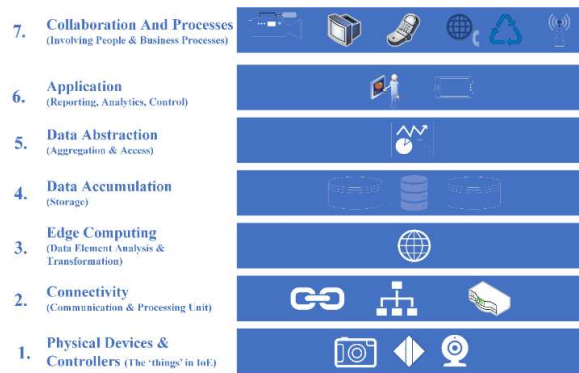 7. Collaboration And Processes
(Involving People & Business Processes)
6. Application
(Reporting, Analytics, Control)
5. Data Abstraction
(Aggregation & Access)
4. Data Accumulation
(Storage)
3. Edge Computing
(Data Element Analysis &
Transformation)
2. Connectivity
(Communication & Processing Unit)
1. Physical Devices &
Controllers (The 'things' in IoE)